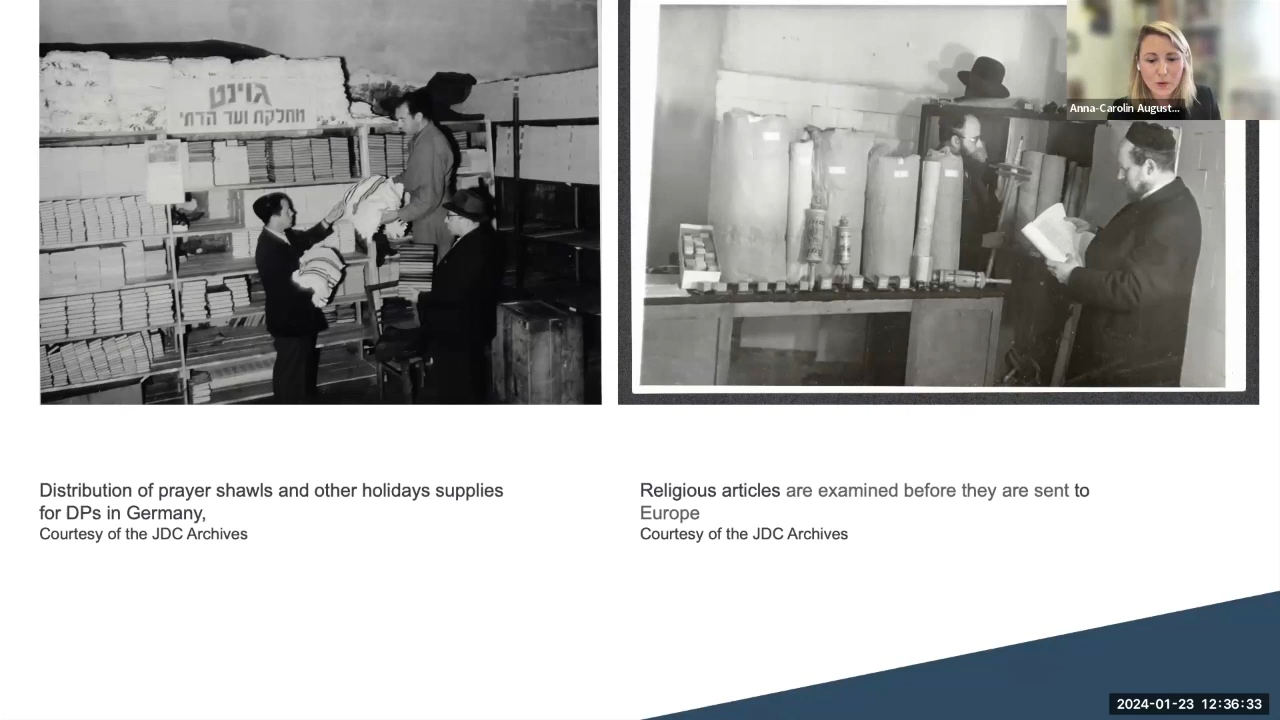 גוינט
מחלקת ועד הדתי
Anna-Carolin August...
Distribution of prayer shawls and other holidays supplies
for DPs in Germany,
Courtesy of the JDC Archives
Religious articles are examined before they are sent to
Europe
Courtesy of the JDC Archives
2024-01-23 12:36:33